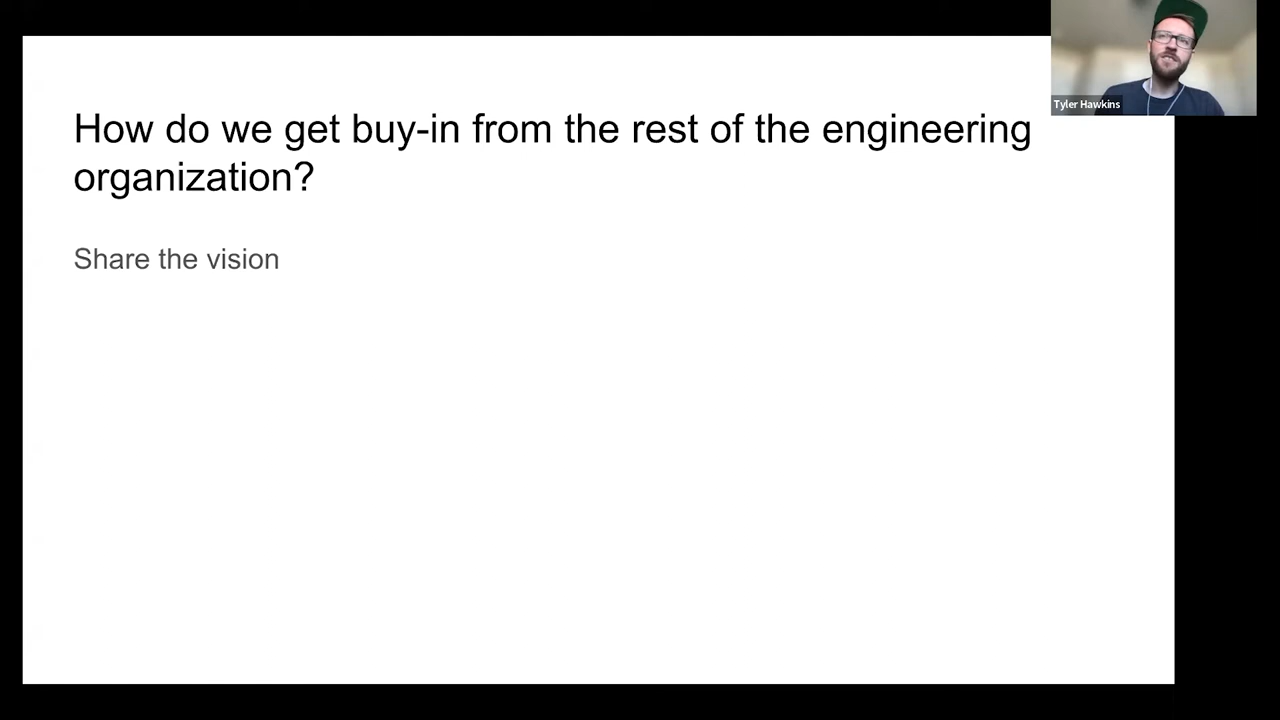 How do we get buy-in from the rest of the engineering
organization?
Share the vision
Tyler Hawkins